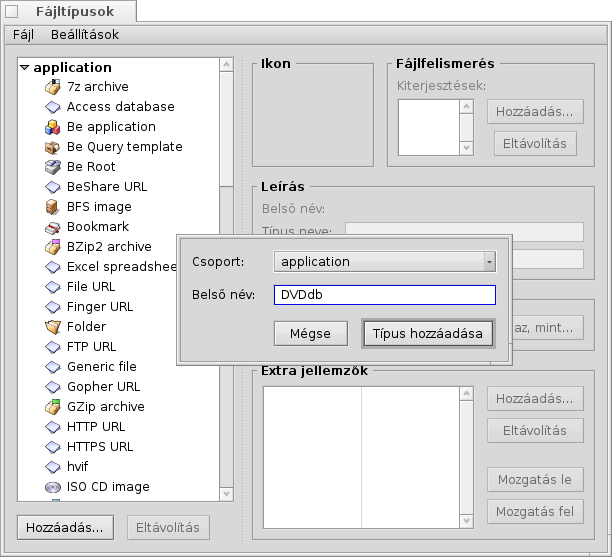 Fájltípusok
Fájl Beállítások
application
7z archive
Access database
Be application
Be Query template
Be Root
BeShare URL
BFS image
Bookmark
BZip2 archive
Excel spreadshee
File URL
Finger URL
Folder
FTP URL
Generic file
Gopher URL
GZip archive
HTTP URL
HTTPS URL
hvif
ISO CD image
Hozzáadás... Eltávolítás
Ikon
Fájlfelismerés
Kiterjesztések:
Hozzáadás...
Eltávolítás
Leírás
Belső név:
Típus neve:
Csoport: application
Belső név: DVDdb
Mégse Típus hozzáadása
az, mint...
Extra jellemzők
Hozzáadás...
Eltávolítás
Mozgatás le
Mozgatás fel